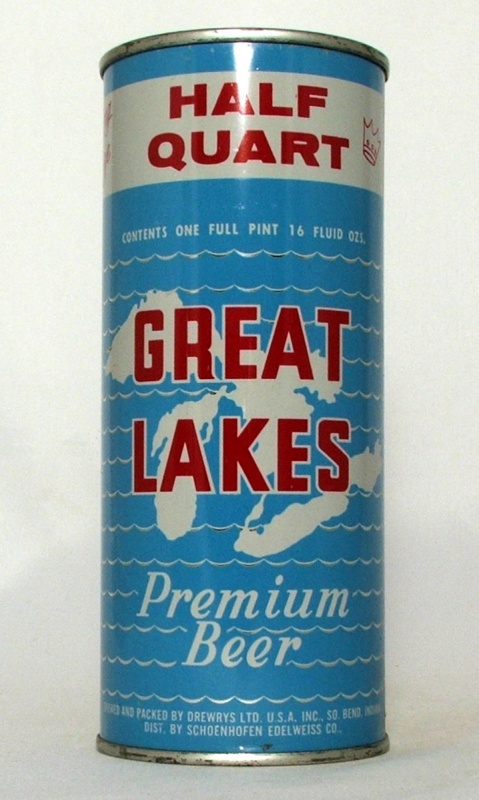 HALF
QUART
CONTENTS ONE FULL PINT 16 FLUID OZS.
GREAT
LAKES
Premium
Beer
AND PACKED BY DREWRYS LTD. U.S.A. INC., SO. BEND,
DIST. BY SCHOENHOFEN EDELWEISS CO.,